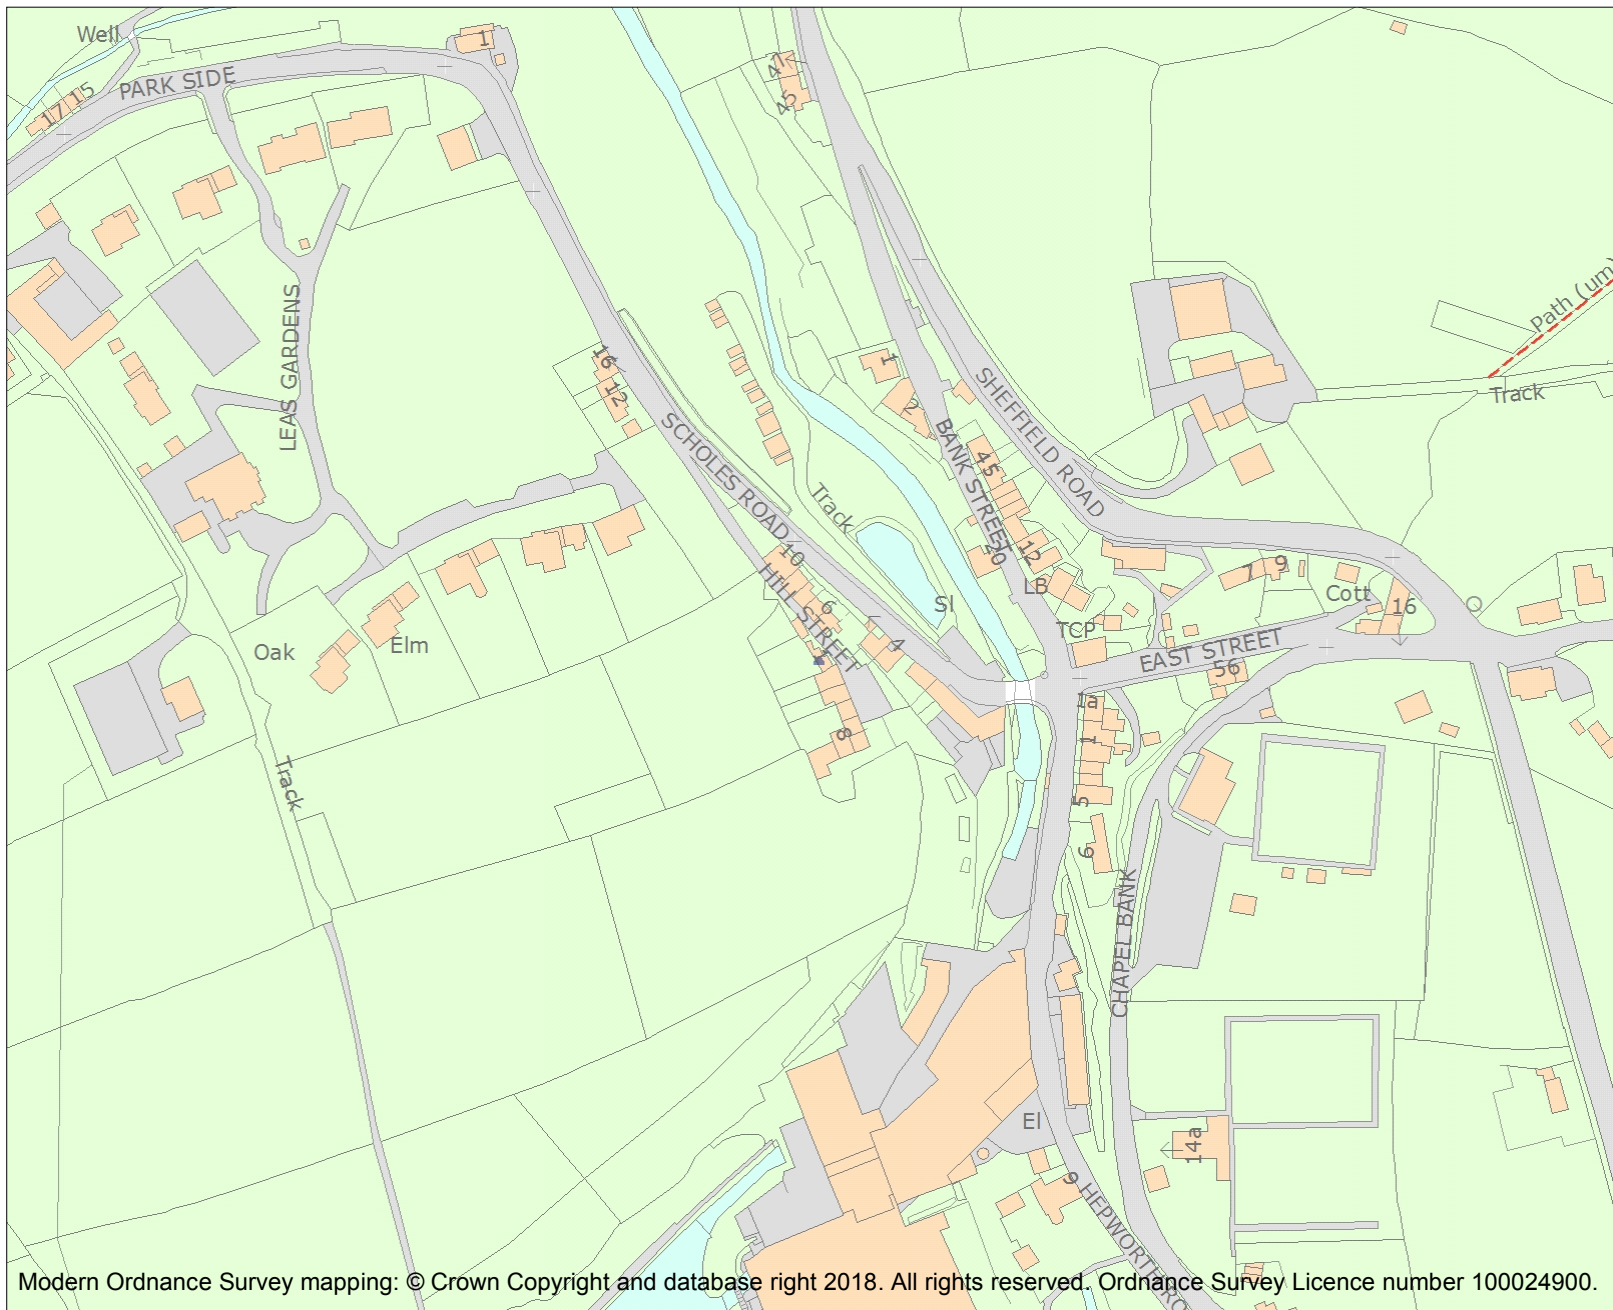 Well
1
PARK SIDE
17 15
47
45
Path (um)
Track
LEAS GARDENS
16
12
1
2
SHEFFIELD ROAD
BANK STREET
45
SCHOLES ROAD
Track
10
20
12
LB
7
9
Cott
16
HILL STREET
6
Sl
4
TCP
EAST STREET
56
Oak
Elm
1
1a
1
8
5
6
Track
CHAPEL BANK
El
14a
9
HEPWORTH RO
Modern Ordnance Survey mapping: © Crown Copyright and database right 2018. All rights reserved. Ordnance Survey Licence number 100024900.